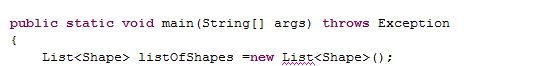 public static void main(String[] args) throws Exception
{
List<Shape> listOfShapes =new List<Shape>();